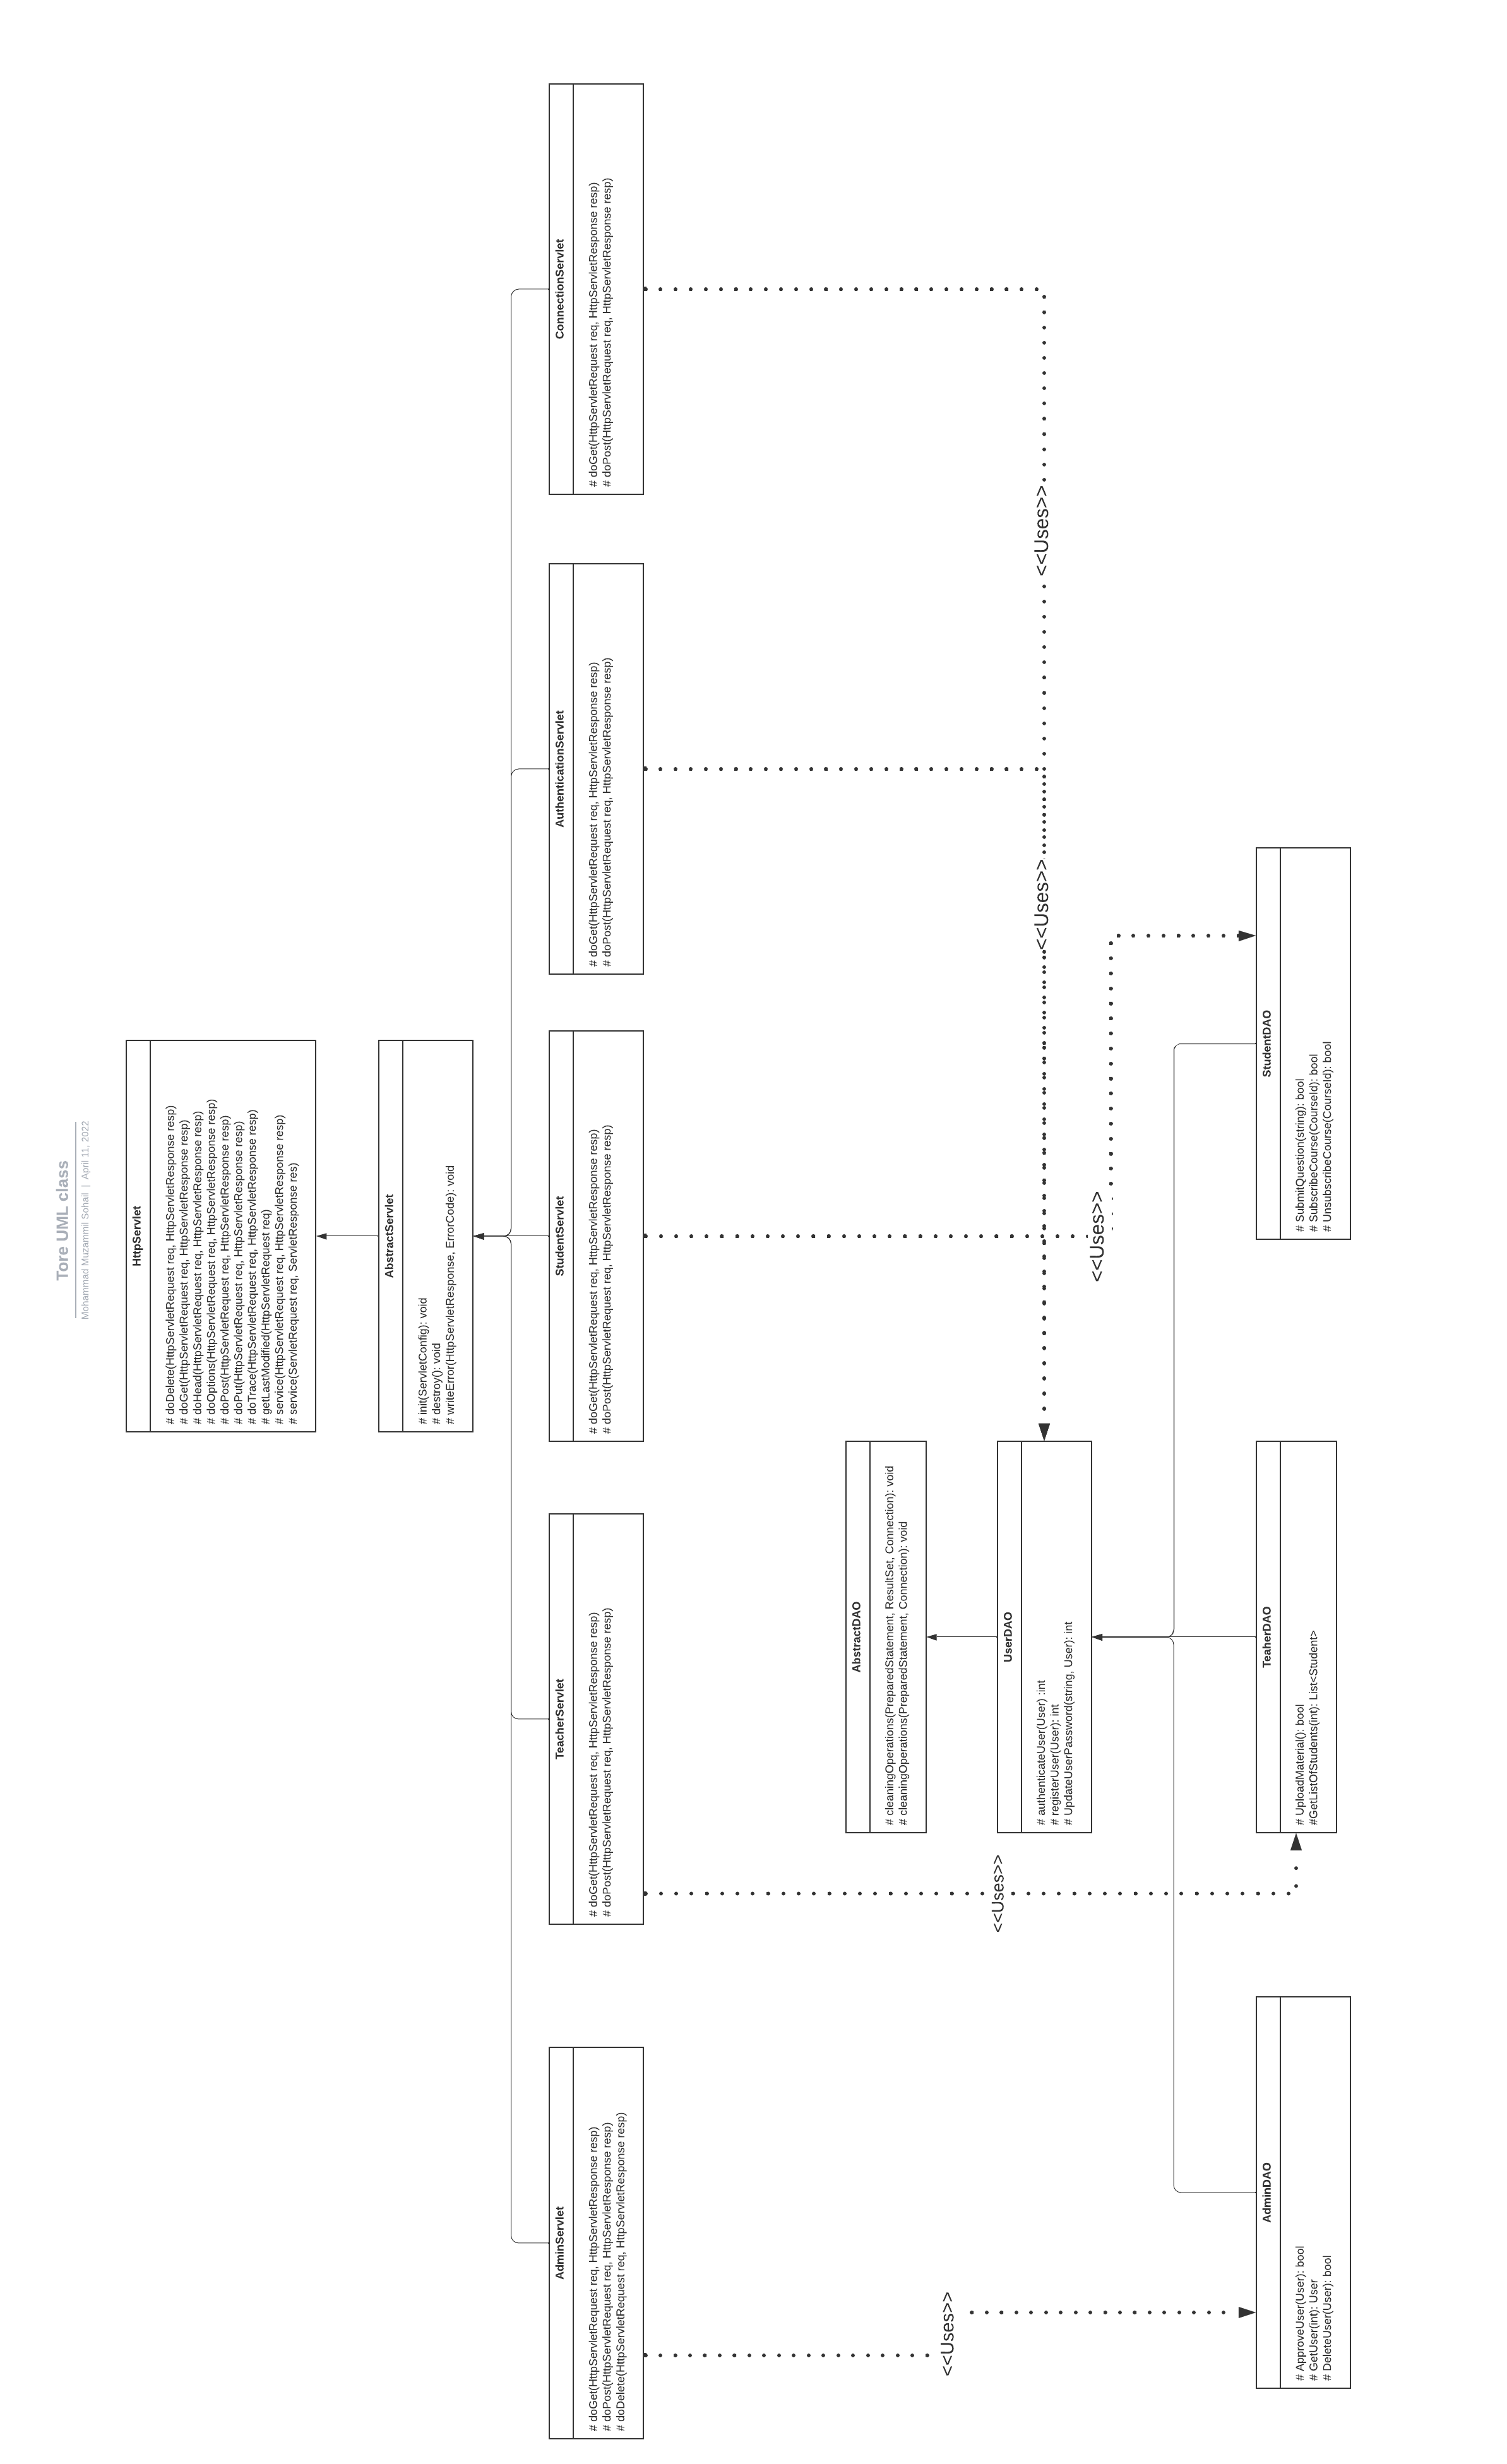 Tore UML class
Mohammad Muzammil Sohail | April 11, 2022
HttpServlet
# doDelete(HttpServletRequest req, HttpServletResponse resp)
# doGet(HttpServletRequest req, HttpServletResponse resp)
# doHead(HttpServletRequest req, HttpServletResponse resp)
# doOptions(HttpServletRequest req, HttpServletResponse resp)
# doPost(HttpServletRequest req, HttpServletResponse resp)
# doPut(HttpServletRequest req, HttpServletResponse resp)
# doTrace(HttpServletRequest req, HttpServletResponse resp)
# getLastModified(HttpServletRequest req)
# service(HttpServletRequest req, HttpServletResponse resp)
# service(ServletRequest req, ServletResponse res)
AbstractServlet
# init(ServletConfig): void
# destroy(): void
# writeError(HttpServletResponse, ErrorCode): void
AdminServlet
# doGet(HttpServletRequest req, HttpServletResponse resp)
# doPost(HttpServletRequest req, HttpServletResponse resp)
# doDelete(HttpServletRequest req, HttpServletResponse resp)
TeacherServlet
# doGet(HttpServletRequest req, HttpServletResponse resp)
# doPost(HttpServletRequest req, HttpServletResponse resp)
StudentServlet
# doGet(HttpServletRequest req, HttpServletResponse resp)
# doPost(HttpServletRequest req, HttpServletResponse resp)
AuthenticationServlet
# doGet(HttpServletRequest req, HttpServletResponse resp)
# doPost(HttpServletRequest req, HttpServletResponse resp)
ConnectionServlet
# doGet(HttpServletRequest req, HttpServletResponse resp)
# doPost(HttpServletRequest req, HttpServletResponse resp)
AbstractDAO
# cleaningOperations(PreparedStatement, ResultSet, Connection): void
# cleaningOperations(PreparedStatement, Connection): void
<<Uses>>
<<Uses>>
UserDAO
# authenticateUser(User) :int
# registerUser(User): int
# UpdateUserPassword(string, User): int
<<Uses>>
<<Uses>>
<<Uses>>
AdminDAO
# ApproveUser(User): bool
# GetUser(int): User
# DeleteUser(User): bool
TeaherDAO
# UploadMaterial(): bool
#GetListOfStudents(int): List<Student>
StudentDAO
# SubmitQuestion(string): bool
# SubscribeCourse(CourseId): bool
# UnsubscribeCourse(CourseId): bool